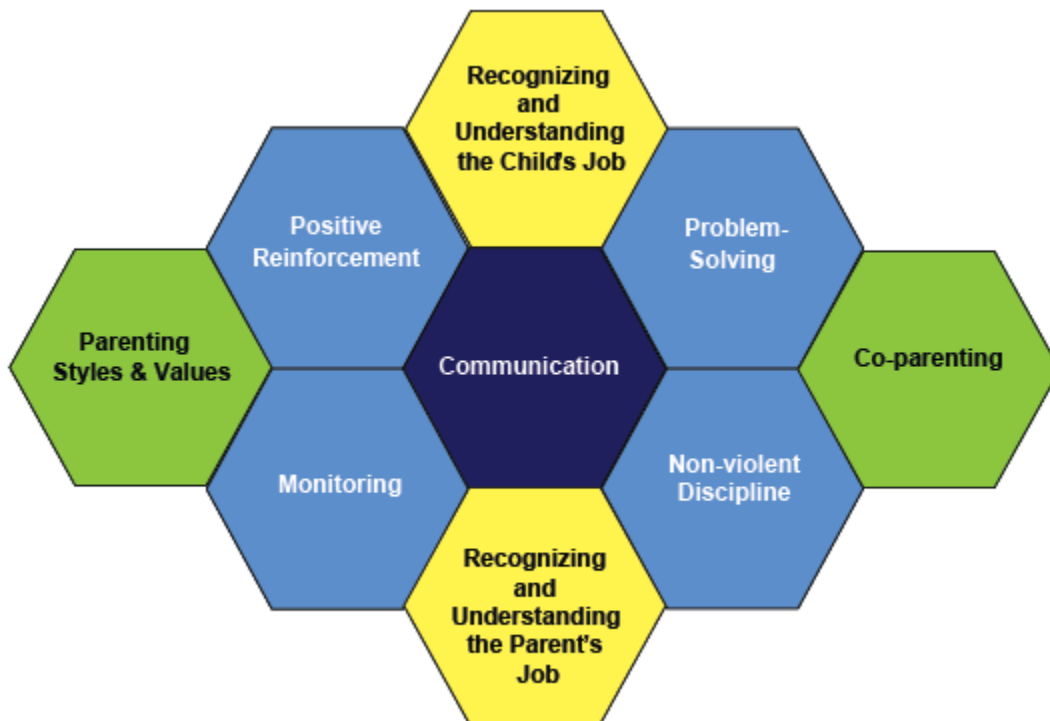 Recognizing
and
Understanding
the Child's Job
Positive
Reinforcement
Problem-
Solving
Parenting
Styles & Values
Communication
Co-parenting
Monitoring
Non-violent
Discipline
Recognizing
and
Understanding
the Parent's
Job